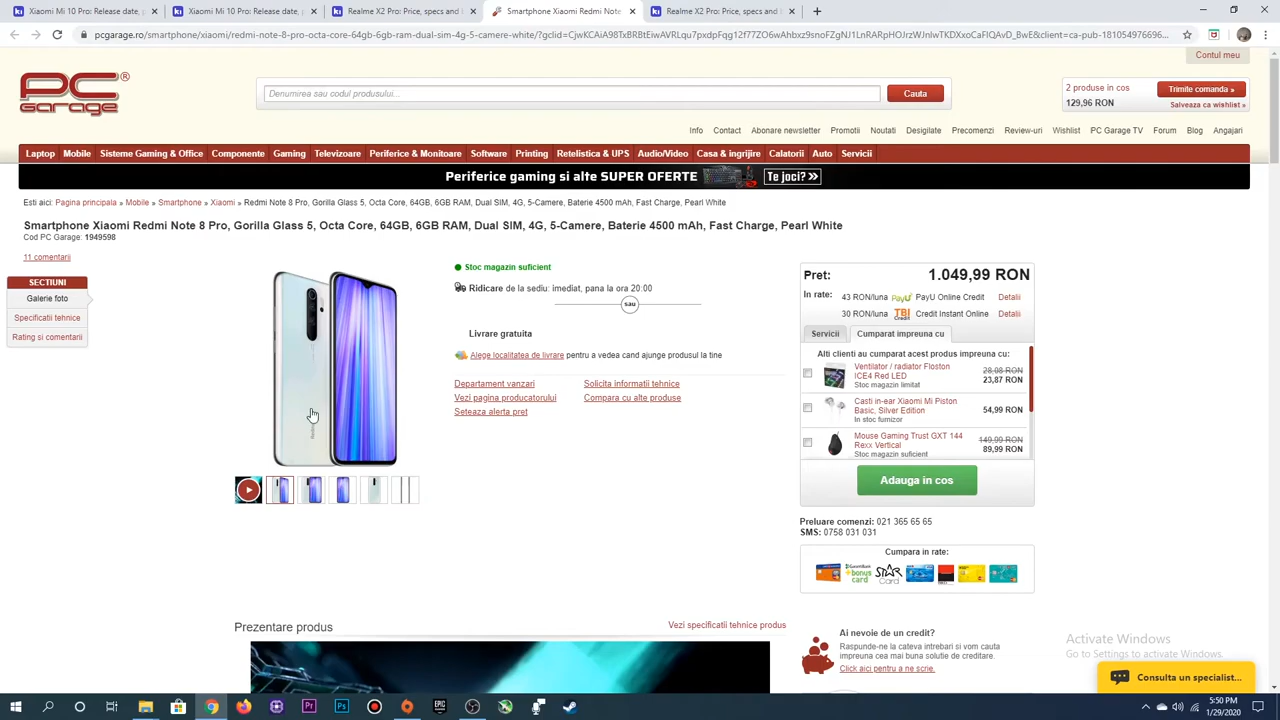 Xiaomi Mi 10 Pro: Release date,
Xiaomi Mi 10 Pro: Release date,
Realme X2 Pro: Price, specs and
Smartphone Xiaomi Redmi Note
Realme X2 Pro: Price, specs and
pcgarage.ro/smartphone/xiaomi/redmi-note-8-pro-octa-core-64gb-6gb-ram-dual-sim-4g-5-camere-white/
Contul meu
PC Garage®
Denumirea sau codul produsului...
Cauta
2 produse in cos
129,96 RON
Trimite comanda »
Salveaza ca wishlist »
Info Contact Abonare newsletter Promotii Noutati Desigilate Precomenzi Review-uri Wishlist PC Garage TV Forum Blog Angajari
Laptop Mobile Sisteme Gaming & Office Componente Gaming Televizoare Periferice & Monitoare Software Printing Retelistica & UPS Audio/Video Casa & ingrijire Calatorii Auto Servicii
Periferice gaming si alte SUPER OFERTE Te joci? >>
Esti aici: Pagina principala » Mobile » Smartphone » Xiaomi » Redmi Note 8 Pro, Gorilla Glass 5, Octa Core, 64GB, 6GB RAM, Dual SIM, 4G, 5-Camere, Baterie 4500 mAh, Fast Charge, Pearl White
Smartphone Xiaomi Redmi Note 8 Pro, Gorilla Glass 5, Octa Core, 64GB, 6GB RAM, Dual SIM, 4G, 5-Camere, Baterie 4500 mAh, Fast Charge, Pearl White
Cod PC Garage: 1949598
11 comentarii
SECTIUNI
Galerie foto
Specificatii tehnice
Rating si comentarii
Stoc magazin suficient
Ridicare de la sediu: imediat, pana la ora 20:00
sau
Livrare gratuita
Alege localitatea de livrare pentru a vedea cand ajunge produsul la tine
Departament vanzari Solicita informatii tehnice
Vezi pagina producatorului Compara cu alte produse
Seteaza alerta pret
Pret: 1.049,99 RON
In rate: 43 RON/luna PayU PayU Online Credit Detalii
30 RON/luna TBI Credit Credit Instant Online Detalii
Servicii Cumparat impreuna cu
Alti clienti au cumparat acest produs impreuna cu:
Ventilator / radiator Floston ICE4 Red LED
28,08 RON
23,87 RON
Stoc magazin limitat
Casti in-ear Xiaomi Mi Piston Basic, Silver Edition
54,99 RON
In stoc furnizor
Mouse Gaming Trust GXT 144 Rexx Vertical
149,99 RON
89,99 RON
Stoc magazin suficient
Adauga in cos
Preluare comenzi: 021 365 65 65
SMS: 0758 031 031
Cumpara in rate:
bonus card
STAR Card
Prezentare produs
Vezi specificatii tehnice produs
Ai nevoie de un credit?
Raspunde-ne la cateva intrebari si vom cauta
impreuna cea mai buna solutie de creditare.
Click aici pentru a ne scrie.
Activate Windows
Go to Settings to activate Windows.
Consulta un specialist...
Pr
Ps
EPIC
5:50 PM
1/29/2020